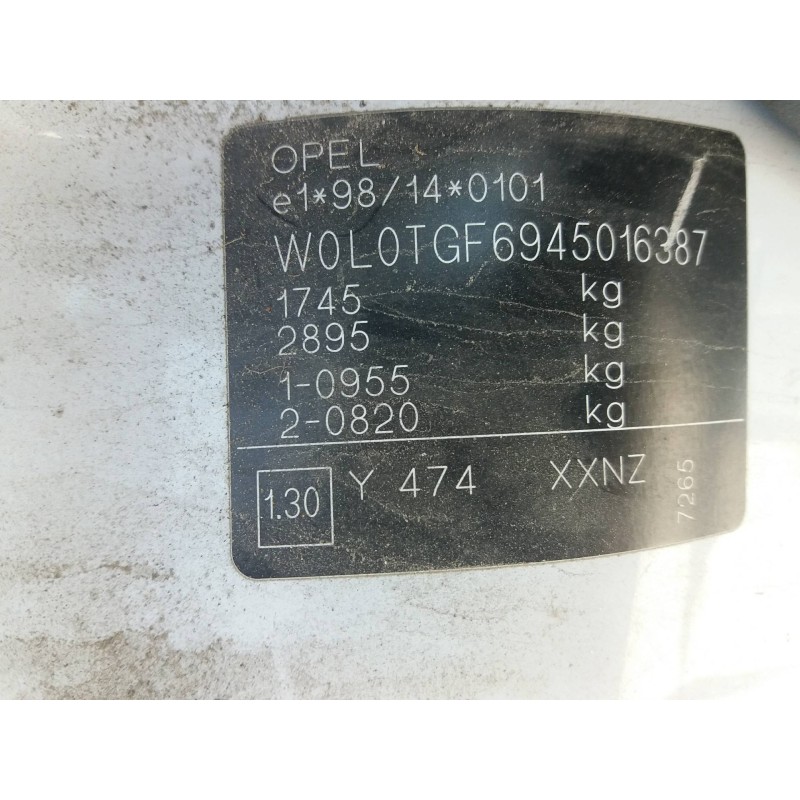 OPEL
e1*98/14*0101
W0L0TGF6945016387
1745 kg
2895 kg
1-0955 kg
2-0820 kg
1.30 Y 474 XXNZ
7265